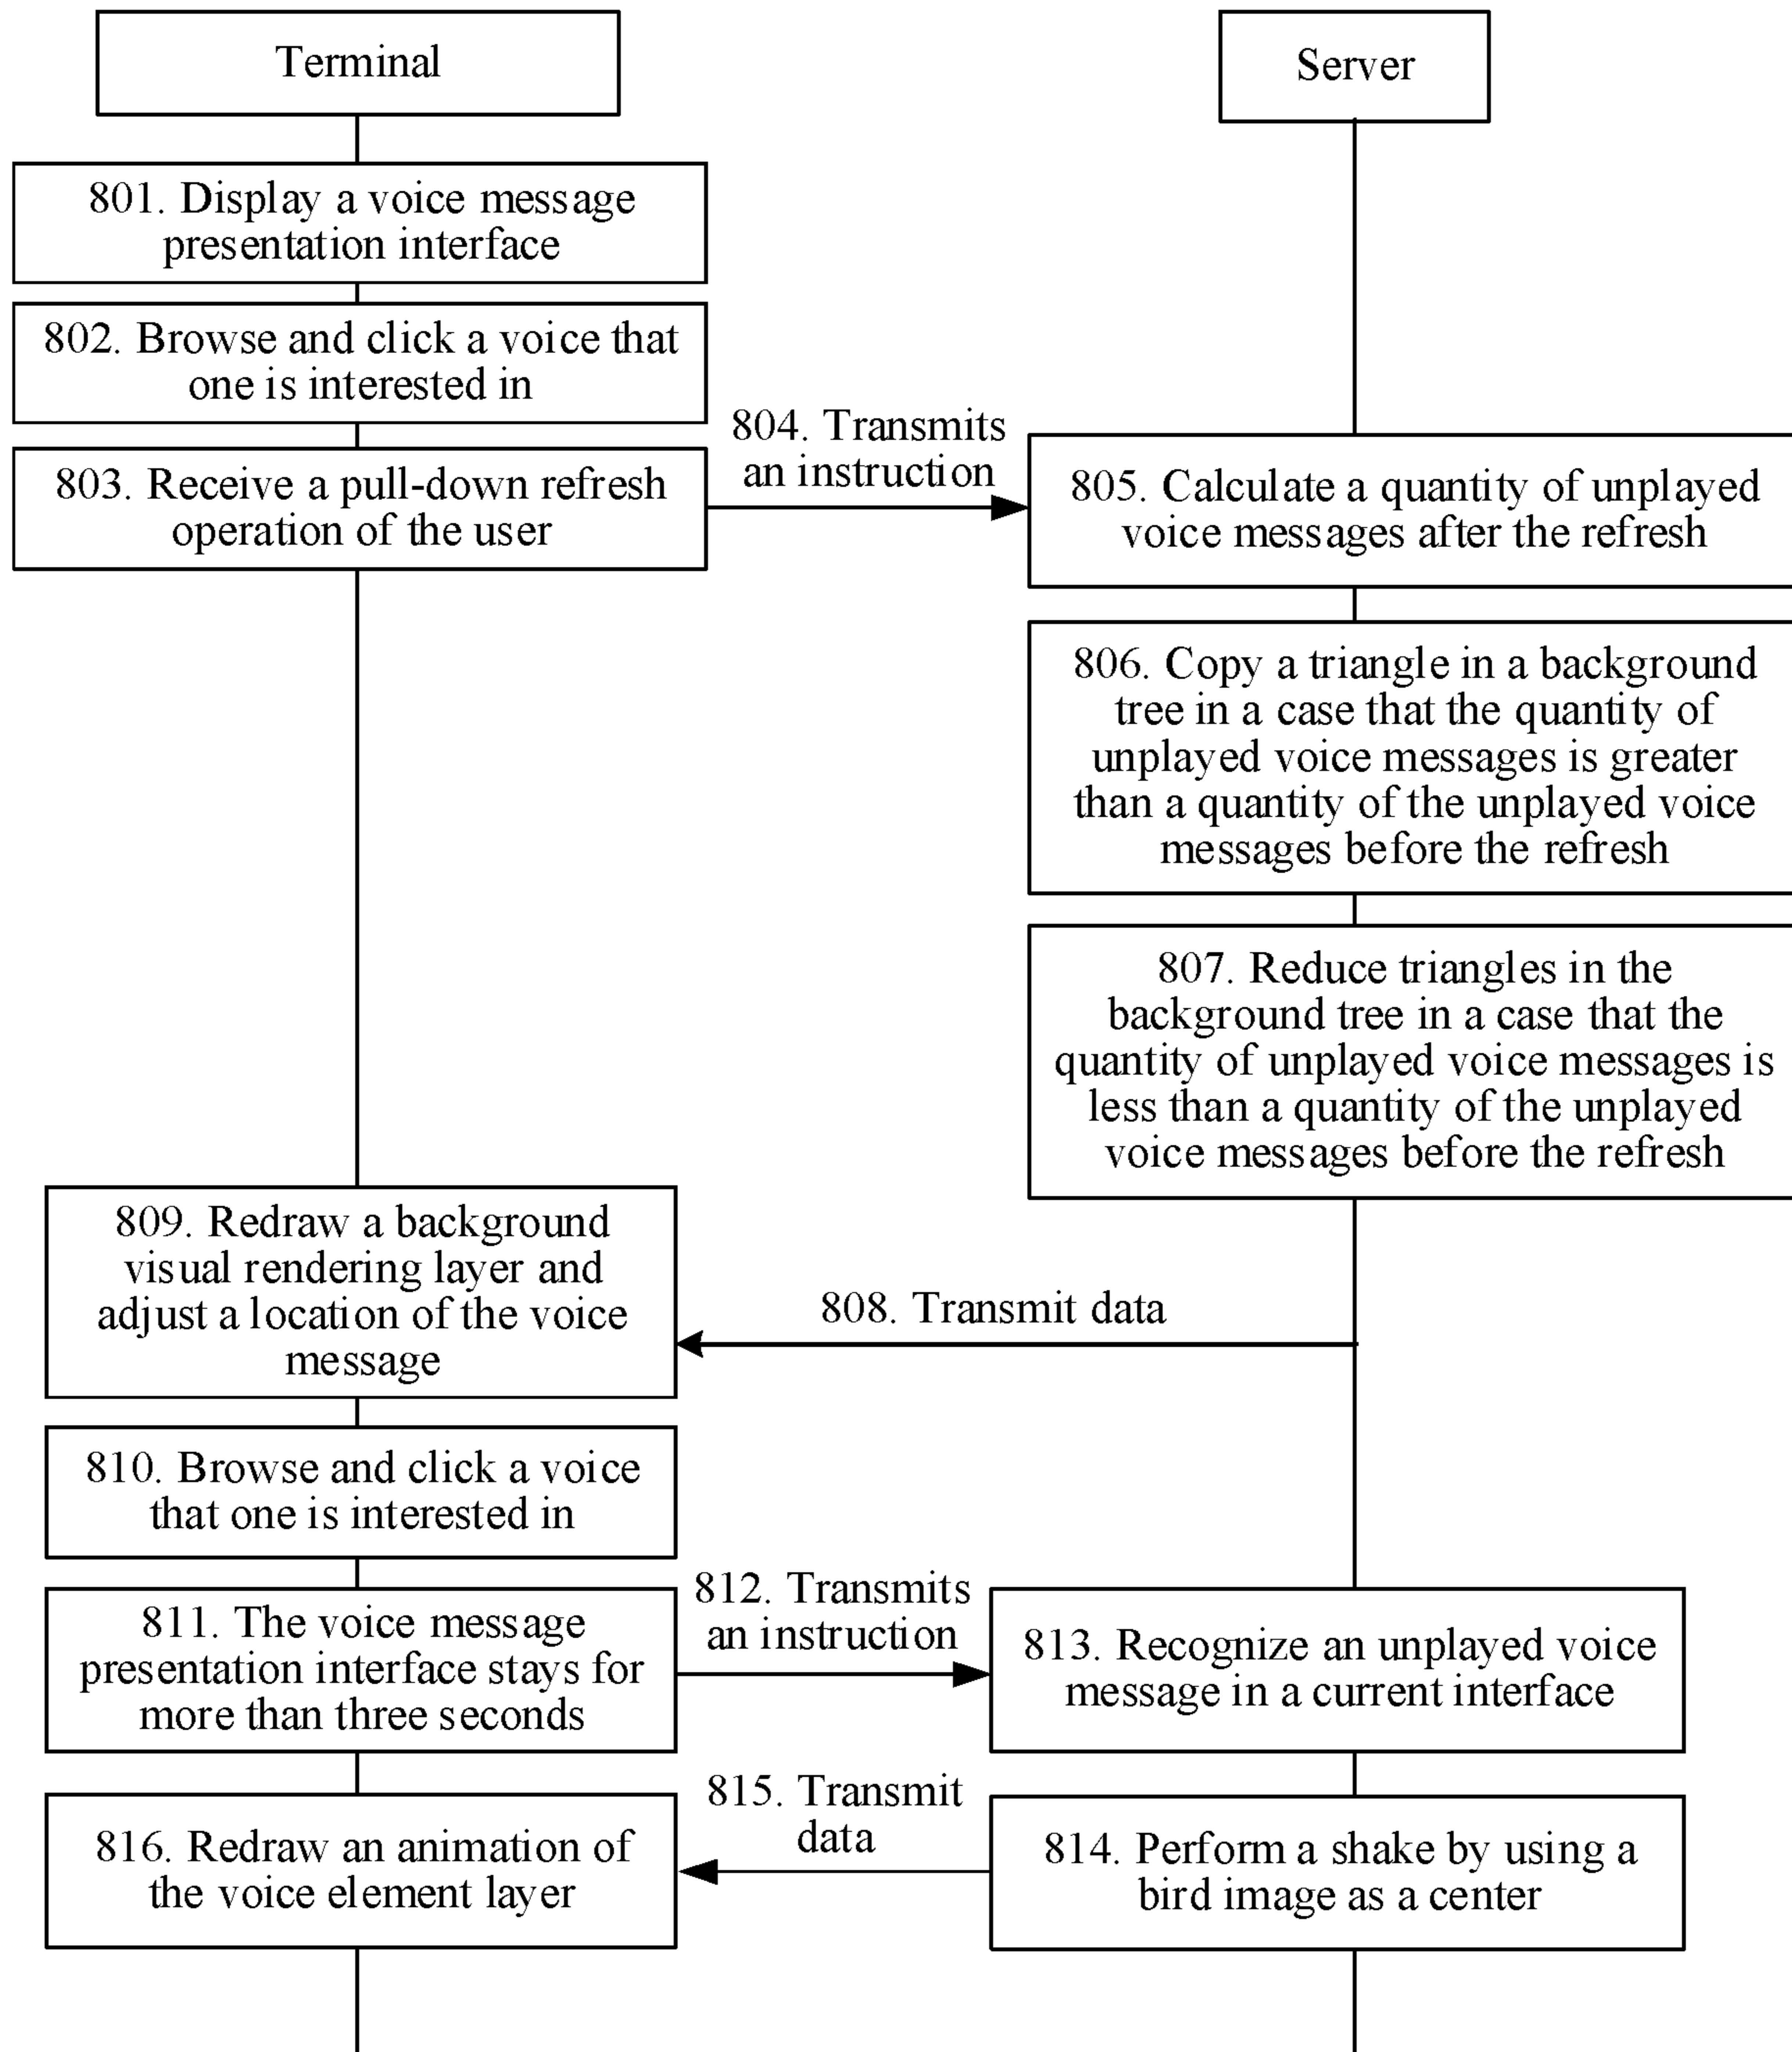 Terminal
Server
801. Display a voice message
presentation interface
802. Browse and click a voice that
one is interested in
803. Receive a pull-down refresh
operation of the user
804. Transmits
an instruction
805. Calculate a quantity of unplayed
voice messages after the refresh
806. Copy a triangle in a background
tree in a case that the quantity of
unplayed voice messages is greater
than a quantity of the unplayed voice
messages before the refresh
807. Reduce triangles in the
background tree in a case that the
quantity of unplayed voice messages is
less than a quantity of the unplayed
voice messages before the refresh
808. Transmit data
809. Redraw a background
visual rendering layer and
adjust a location of the voice
message
810. Browse and click a voice
that one is interested in
811. The voice message
presentation interface stays for
more than three seconds
812. Transmits
an instruction
813. Recognize an unplayed voice
message in a current interface
814. Perform a shake by using a
bird image as a center
815. Transmit
data
816. Redraw an animation of
the voice element layer